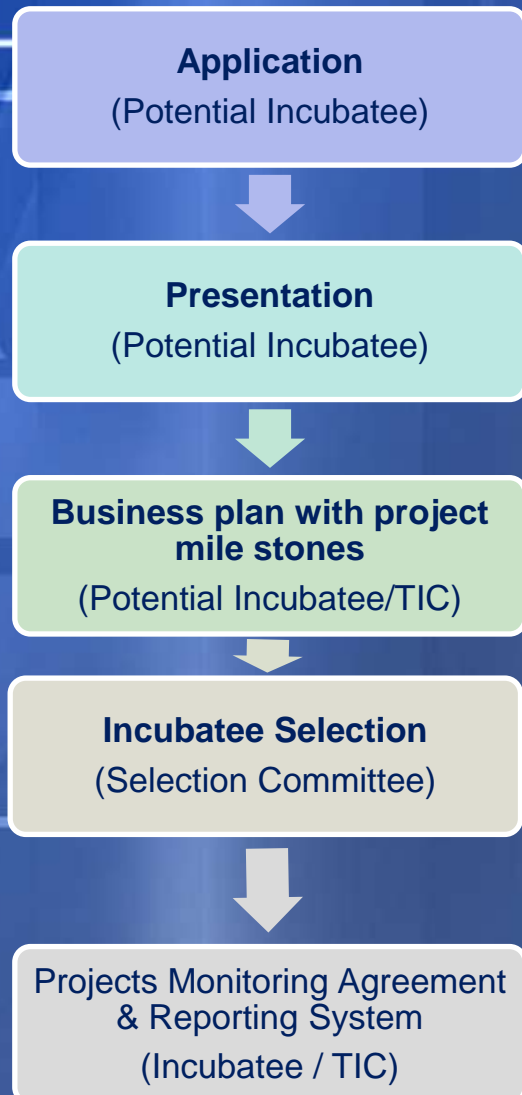 Application
(Potential Incubatee)
Presentation
(Potential Incubatee)
Business plan with project
mile stones
(Potential Incubatee/TIC)
Incubatee Selection
(Selection Committee)
Projects Monitoring Agreement
& Reporting System
(Incubatee / TIC)